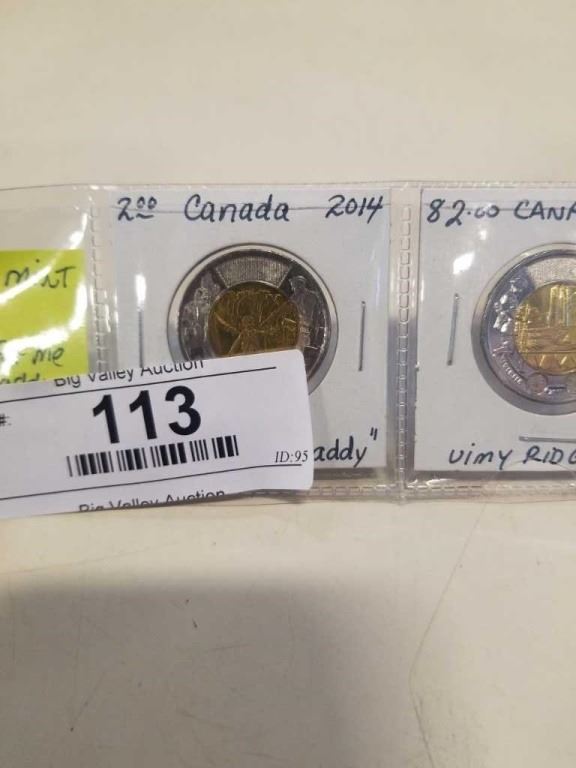 2.00 Canada 2014
82.00 CANA
MINT
me
Big Valley Auction
#:
113
ID:95
Big Valley Auction
addy"
VIMY RIDG